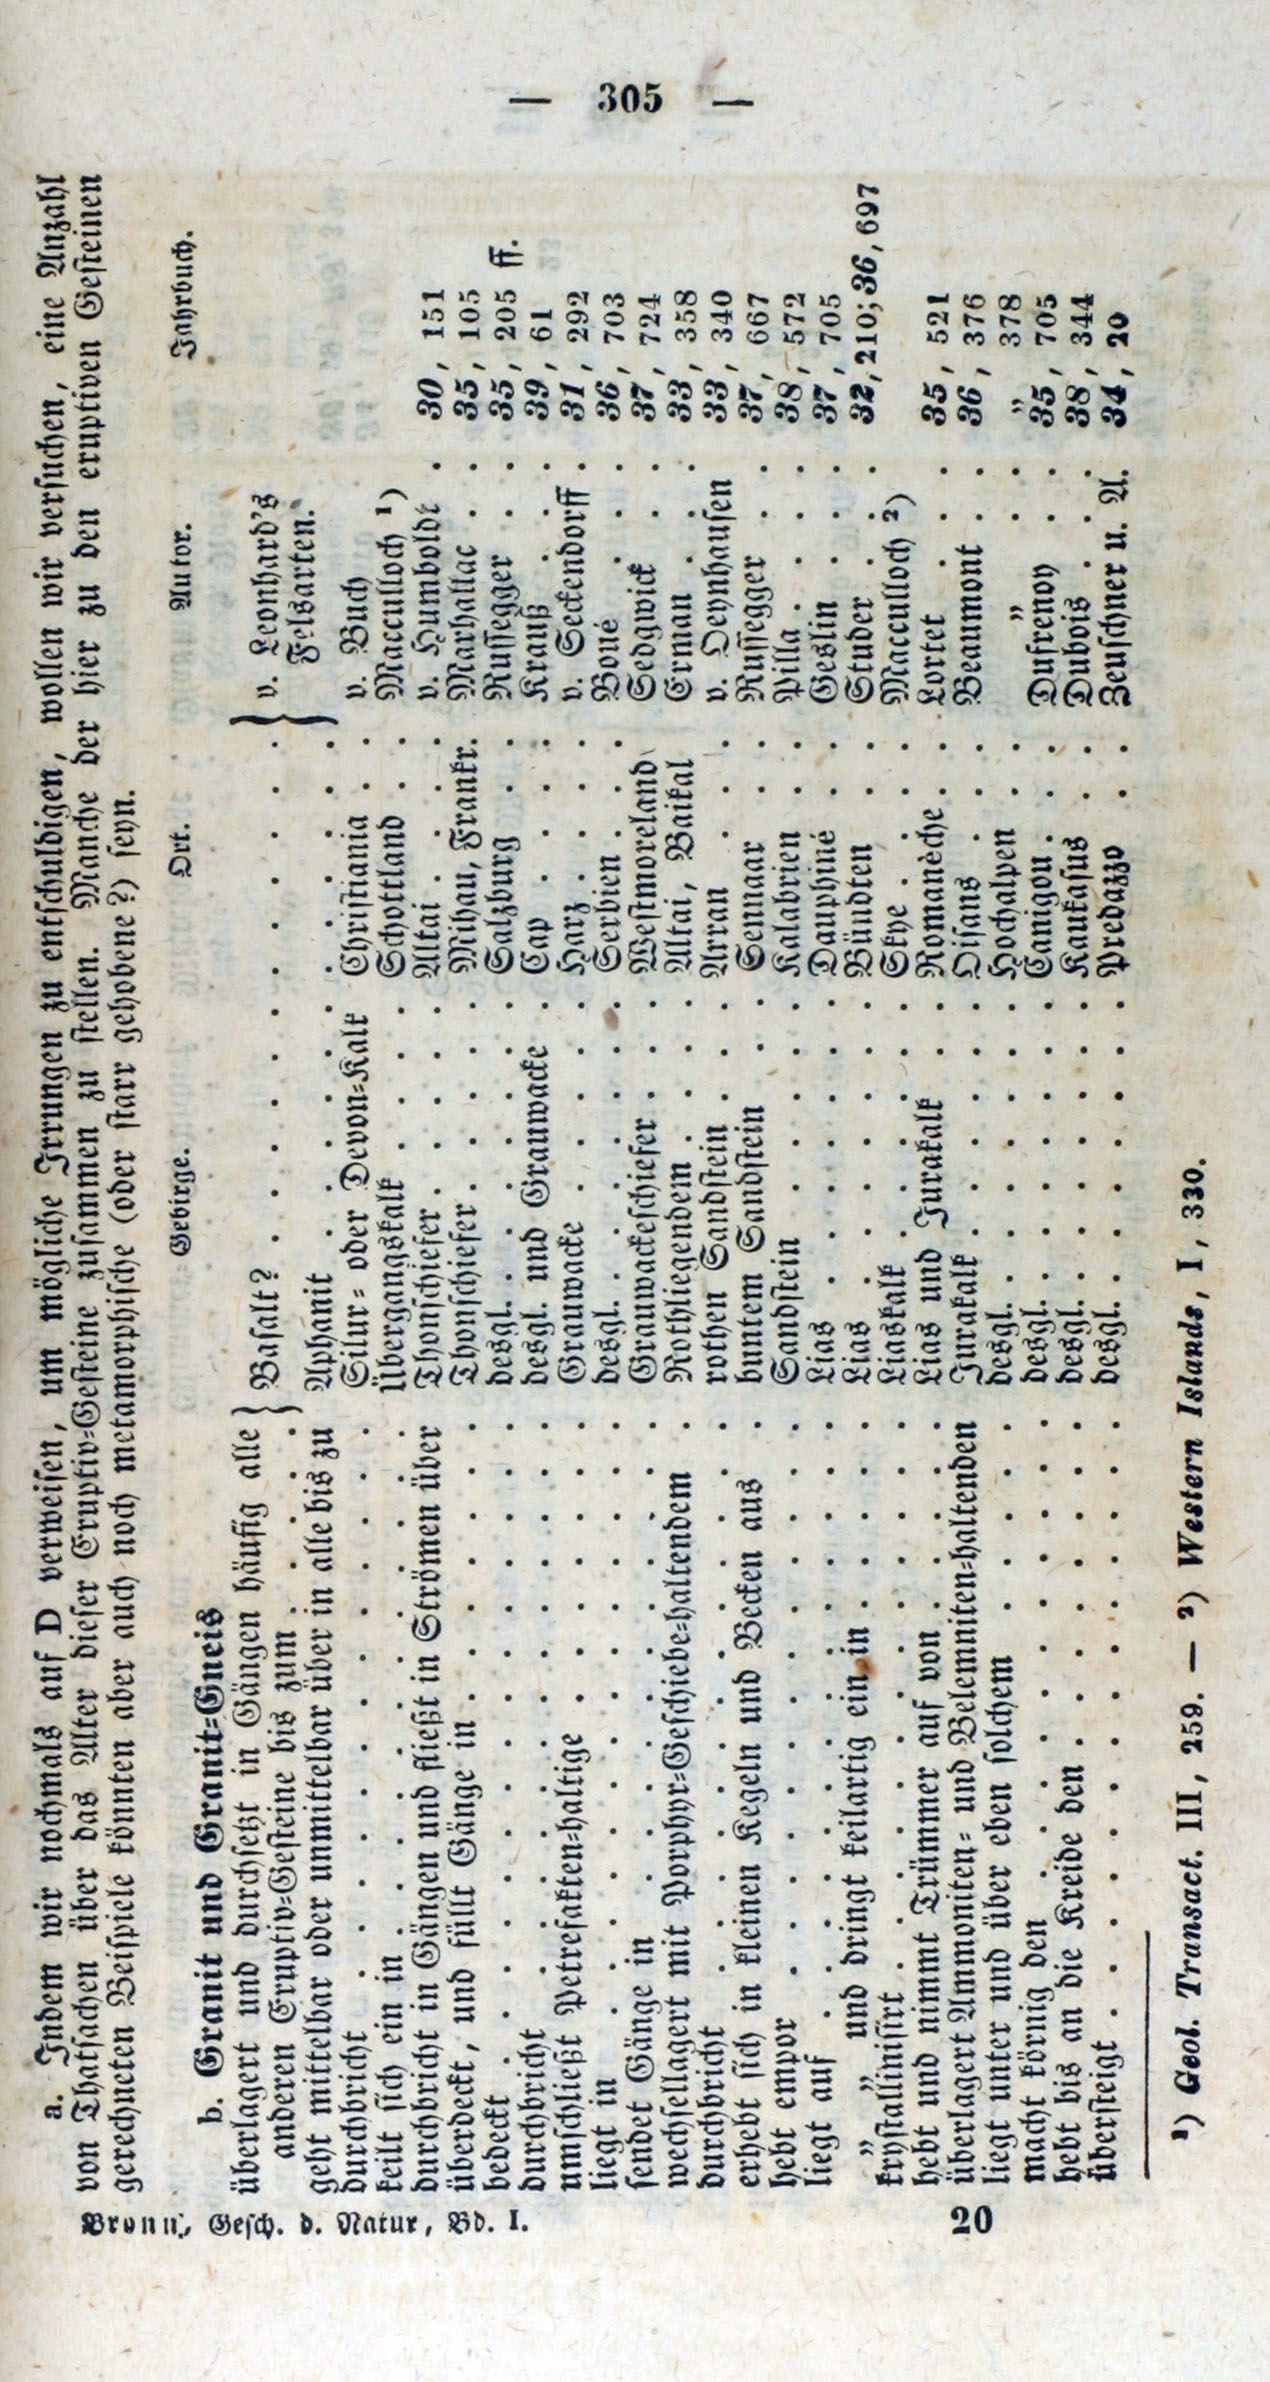 — 305 —
a. Indem wir nochmals auf D verweisen, um mögliche Irrungen zu entschuldigen, wollen wir versuchen, eine Anzahl
von Thatsachen über das Alter dieser Eruptiv=Gesteine zusammen zu stellen. Manche der hier zu den eruptiven Gesteinen
gerechneten Beispiele könnten aber auch noch metamorphische (oder starr gehobene?) seyn.
Gebirge. Ort. Autor. Jahrbuch.
b. Granit und Granit=Gneis
überlagert und durchsetzt in Gängen häufig alle
anderen Eruptiv=Gesteine bis zum . . . } Basalt? . . . . . . . . . . } v. Leonhard's
geht mittelbar oder unmittelbar über in alle bis zu Aphanit . . . . . . . } Felsarten.
durchbricht . . . . . . Silur= oder Devon=Kalk Christiania . . v. Buch
keilt sich ein in . . . . . . Übergangskalk . . . . Schottland . . Macculloch ¹)
durchbricht in Gängen und fließt in Strömen über Thonschiefer . . . . Altai . . . v. Humboldt . 30, 151
überdeckt, und füllt Gänge in . . . . . Thonschiefer . . . . Mihau, Frankr. Marhallac . . 35, 105
bedeckt . . . . . . . desgl. . . . . . Salzburg . . Russegger . . 35, 205 ff.
durchbricht . . . . . . desgl. und Grauwacke . Cap . . . . Krauß . . . 39, 61
umschließt Petrefakten=haltige . . . . . Grauwacke . . . . Harz . . . v. Seckendorff . 31, 292
liegt in . . . . . . . desgl. . . . . . Serbien . . Boué . . . 36, 703
sendet Gänge in . . . . . . Grauwackeschiefer . . . Westmoreland Sedgwick . . 37, 724
wechsellagert mit Porphyr=Geschiebe=haltendem . Rothliegendem . . . . Altai, Baikal Erman . . . 33, 358
durchbricht . . . . . . rothen Sandstein . . . Arran . . . v. Oeynhausen 33, 340
erhebt sich in kleinen Kegeln und Becken aus . buntem Sandstein . . . Sennaar . . Russegger . . 37, 667
hebt empor . . . . . . Sandstein . . . . . Kalabrien . . Pilla . . . 38, 572
liegt auf . . . . . . . Lias . . . . . . Dauphiné . . Geslin . . . 37, 705
„ „ und dringt keilartig ein in . . . . Lias . . . . . . Bündten . . Studer . . . 32, 210; 36, 697
krystallinisirt . . . . . . Liaskalk . . . . . Skye . . . Macculloch ²)
hebt und nimmt Trümmer auf von . . . . Lias und Jurakalk . . Romanèche . Lortet . . . 35, 521
überlagert Ammoniten= und Belemniten=haltenden Jurakalk . . . . . Disans . . . Beaumont . . 36, 376
liegt unter und über eben solchem . . . . desgl. . . . . . Hochalpen . . „ . . „ 378
macht körnig den . . . . . . desgl. . . . . . Canigou . . . Dufrenoy . . 35, 705
hebt bis an die Kreide den . . . . . desgl. . . . . . Kaukasus . . Dubois . . . 38, 344
übersteigt . . . . . . . desgl. . . . . . Predazzo . . Zeuschner u. A. 34, 20
¹) Geol. Transact. III, 259. — ²) Western Islands, I, 330.
Bronn, Gesch. d. Natur, Bd. I. 20